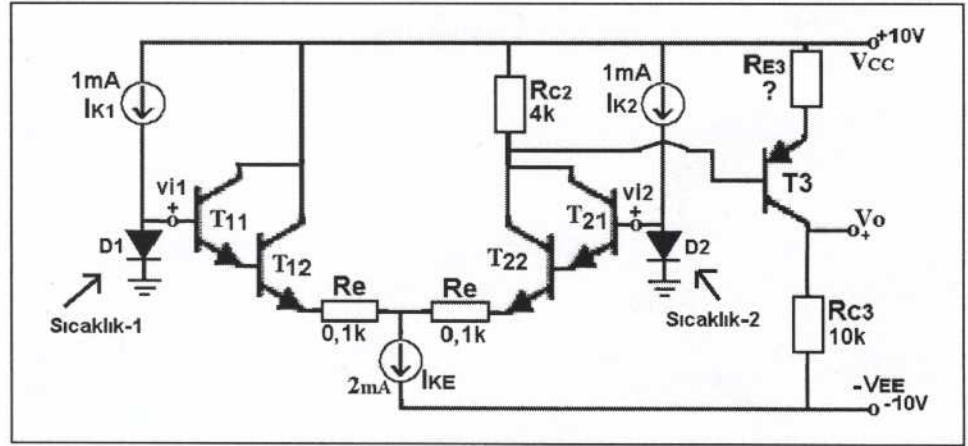 +10V
VCC
1mA
IK1
RC2
4k
1mA
IK2
RE3
?
vi1
+
T11
T12
T21
vi2
+
T22
T3
Vo
+
D1
D2
Sıcaklık-1
Re
0,1k
Re
0,1k
Sıcaklık-2
RC3
10k
2mA
IKE
-VEE
-10V